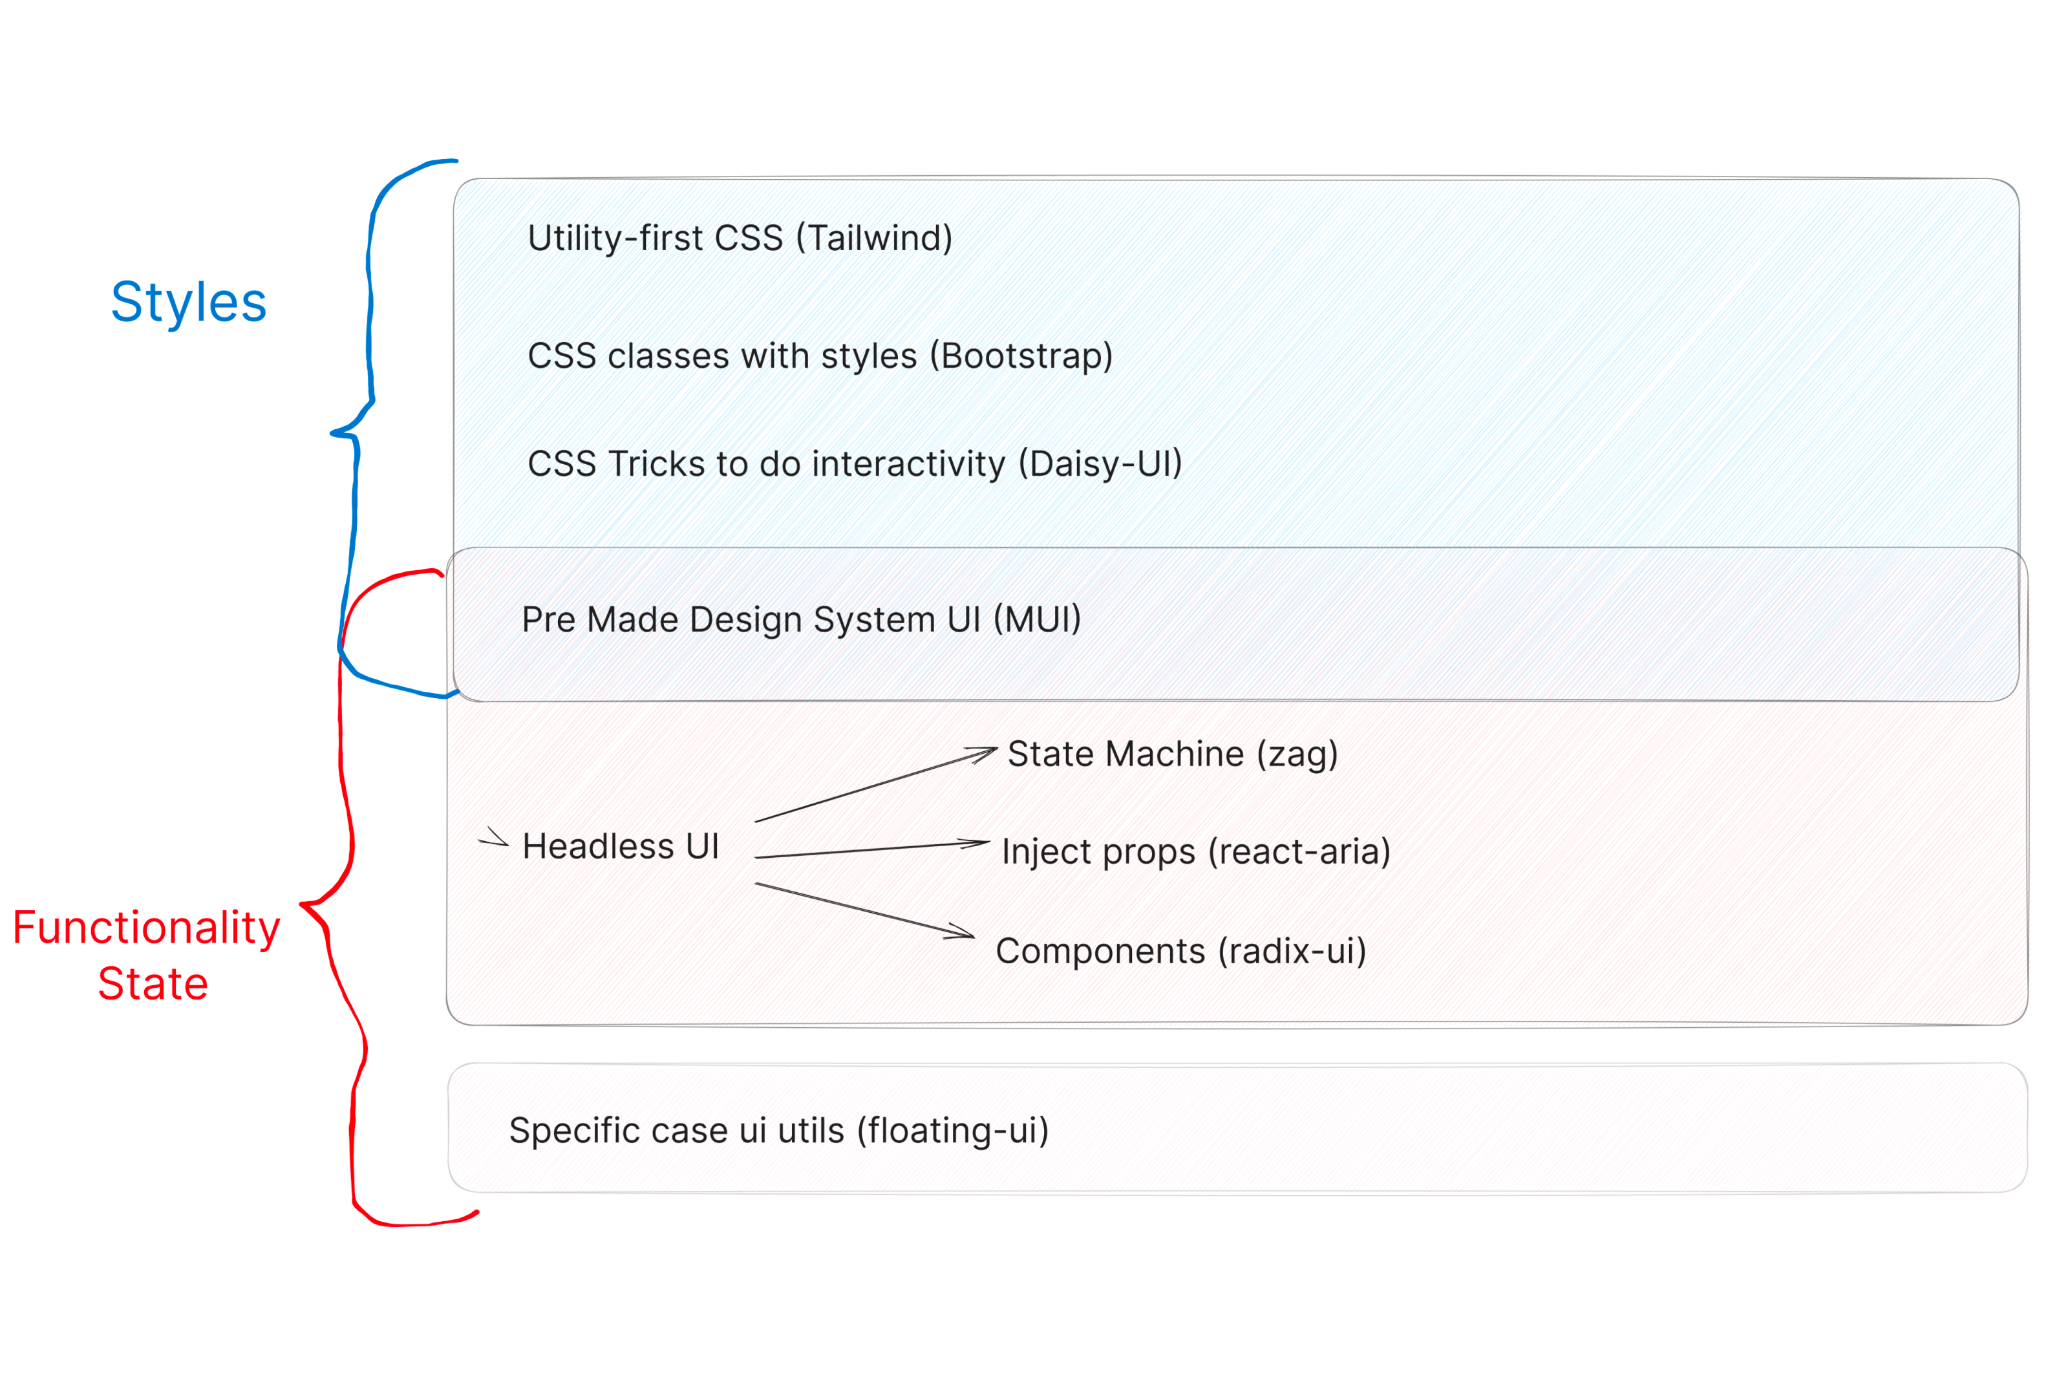 Styles
Utility-first CSS (Tailwind)
CSS classes with styles (Bootstrap)
CSS Tricks to do interactivity (Daisy-UI)
Pre Made Design System UI (MUI)
Headless UI
State Machine (zag)
Inject props (react-aria)
Components (radix-ui)
Functionality
State
Specific case ui utils (floating-ui)